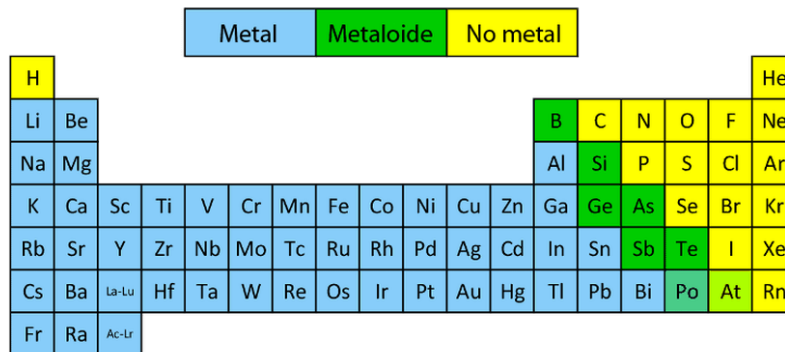 Metal Metaloide No metal
H He
Li Be B C N O F Ne
Na Mg Al Si P S Cl Ar
K Ca Sc Ti V Cr Mn Fe Co Ni Cu Zn Ga Ge As Se Br Kr
Rb Sr Y Zr Nb Mo Tc Ru Rh Pd Ag Cd In Sn Sb Te I Xe
Cs Ba La-Lu Hf Ta W Re Os Ir Pt Au Hg Tl Pb Bi Po At Rn
Fr Ra Ac-Lr